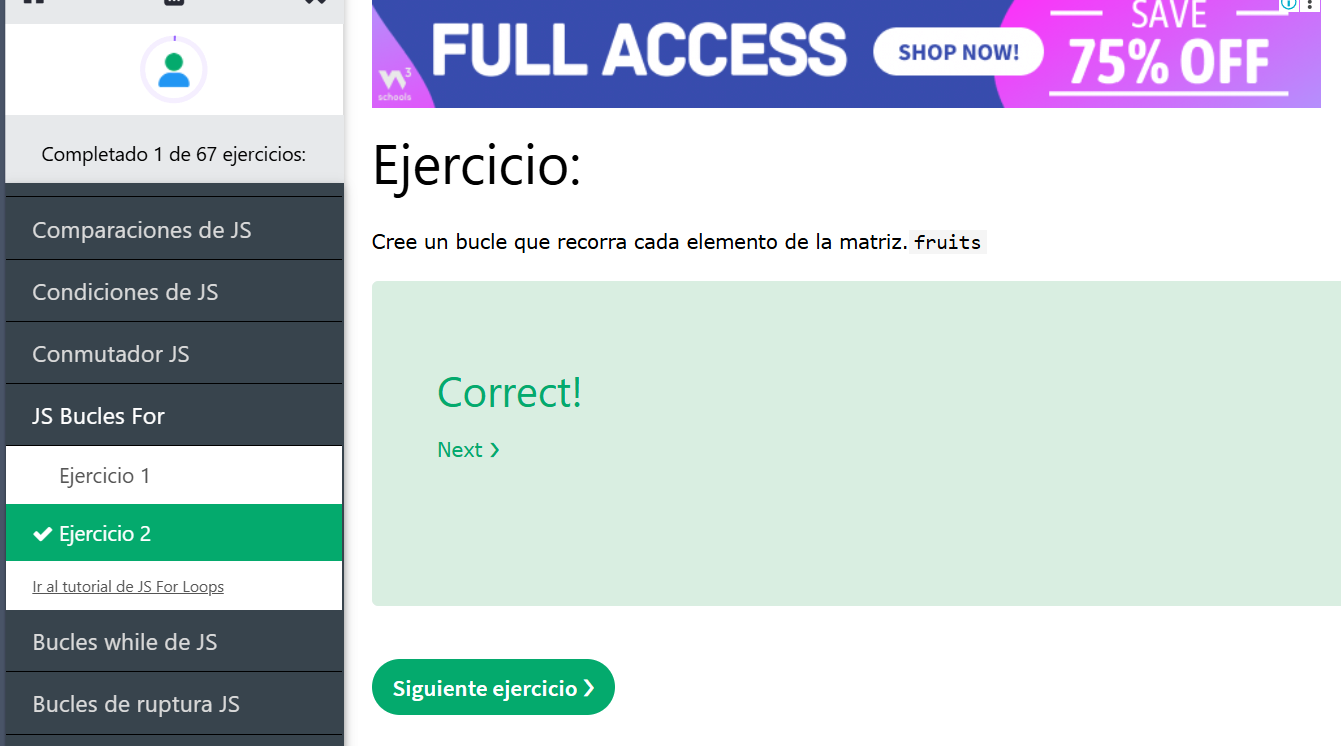 FULL ACCESS
SHOP NOW!
SAVE
75% OFF
w3
schools
Completado 1 de 67 ejercicios:
Comparaciones de JS
Condiciones de JS
Conmutador JS
JS Bucles For
Ejercicio 1
Ejercicio 2
Ir al tutorial de JS For Loops
Bucles while de JS
Bucles de ruptura JS
Ejercicio:
Cree un bucle que recorra cada elemento de la matriz. fruits
Correct!
Next ❯
Siguiente ejercicio ❯